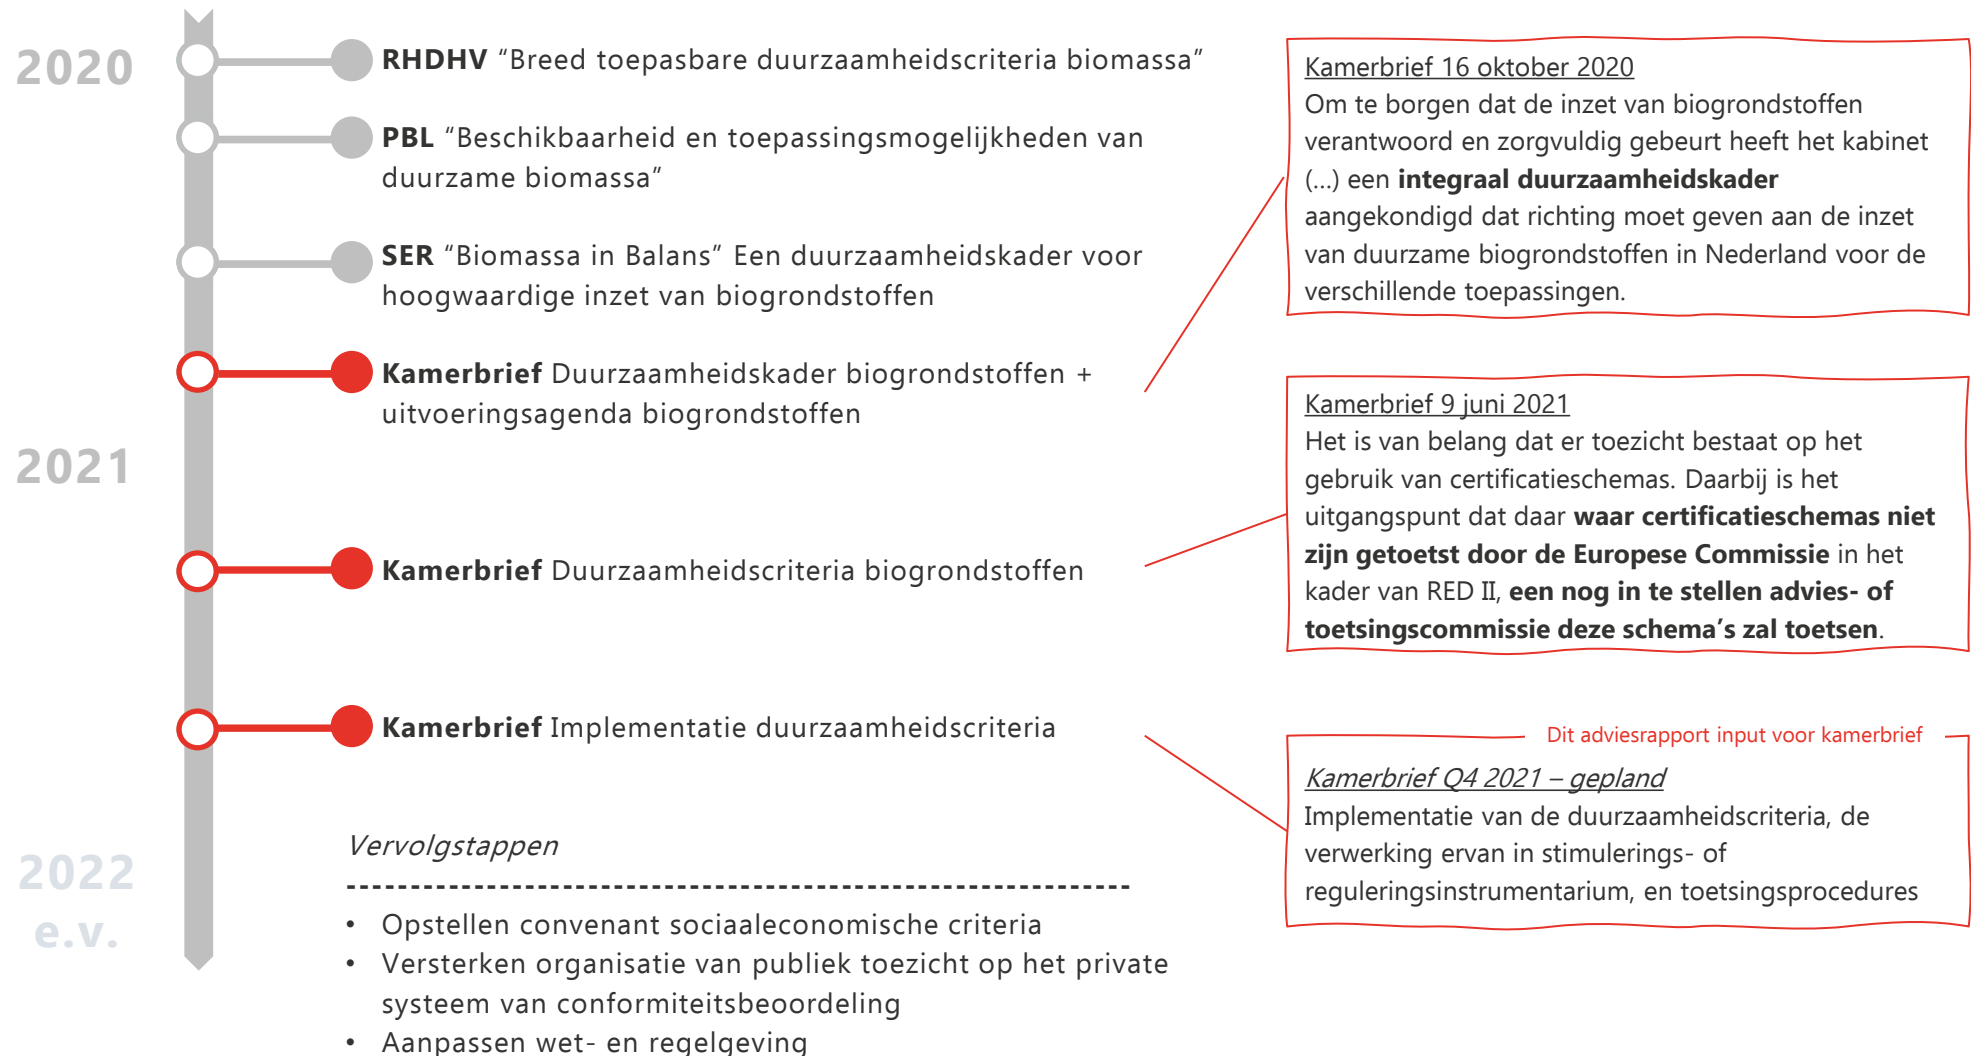 2020
RHDHV “Breed toepasbare duurzaamheidscriteria biomassa”
PBL “Beschikbaarheid en toepassingsmogelijkheden van
duurzame biomassa”
SER “Biomassa in Balans” Een duurzaamheidskader voor
hoogwaardige inzet van biogrondstoffen
Kamerbrief Duurzaamheidskader biogrondstoffen +
uitvoeringsagenda biogrondstoffen
2021
Kamerbrief Duurzaamheidscriteria biogrondstoffen
Kamerbrief Implementatie duurzaamheidscriteria
2022
e.v.
Vervolgstappen
• Opstellen convenant sociaaleconomische criteria
• Versterken organisatie van publiek toezicht op het private
systeem van conformiteitsbeoordeling
• Aanpassen wet- en regelgeving
Kamerbrief 16 oktober 2020
Om te borgen dat de inzet van biogrondstoffen
verantwoord en zorgvuldig gebeurt heeft het kabinet
(...) een integraal duurzaamheidskader
aangekondigd dat richting moet geven aan de inzet
van duurzame biogrondstoffen in Nederland voor de
verschillende toepassingen.
Kamerbrief 9 juni 2021
Het is van belang dat er toezicht bestaat op het
gebruik van certificatieschemas. Daarbij is het
uitgangspunt dat daar waar certificatieschemas niet
zijn getoetst door de Europese Commissie in het
kader van RED II, een nog in te stellen advies- of
toetsingscommissie deze schema’s zal toetsen.
Dit adviesrapport input voor kamerbrief
Kamerbrief Q4 2021 – gepland
Implementatie van de duurzaamheidscriteria, de
verwerking ervan in stimulerings- of
reguleringsinstrumentarium, en toetsingsprocedures